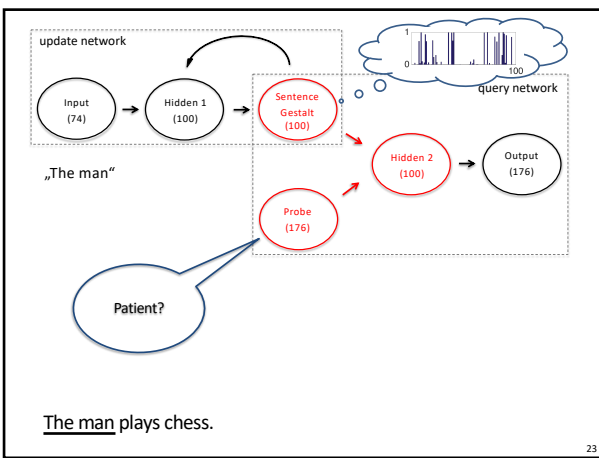 update network
1
0
100
query network
Input
(74)
Hidden 1
(100)
Sentence
Gestalt
(100)
Hidden 2
(100)
Output
(176)
„The man“
Probe
(176)
Patient?
The man plays chess.
23